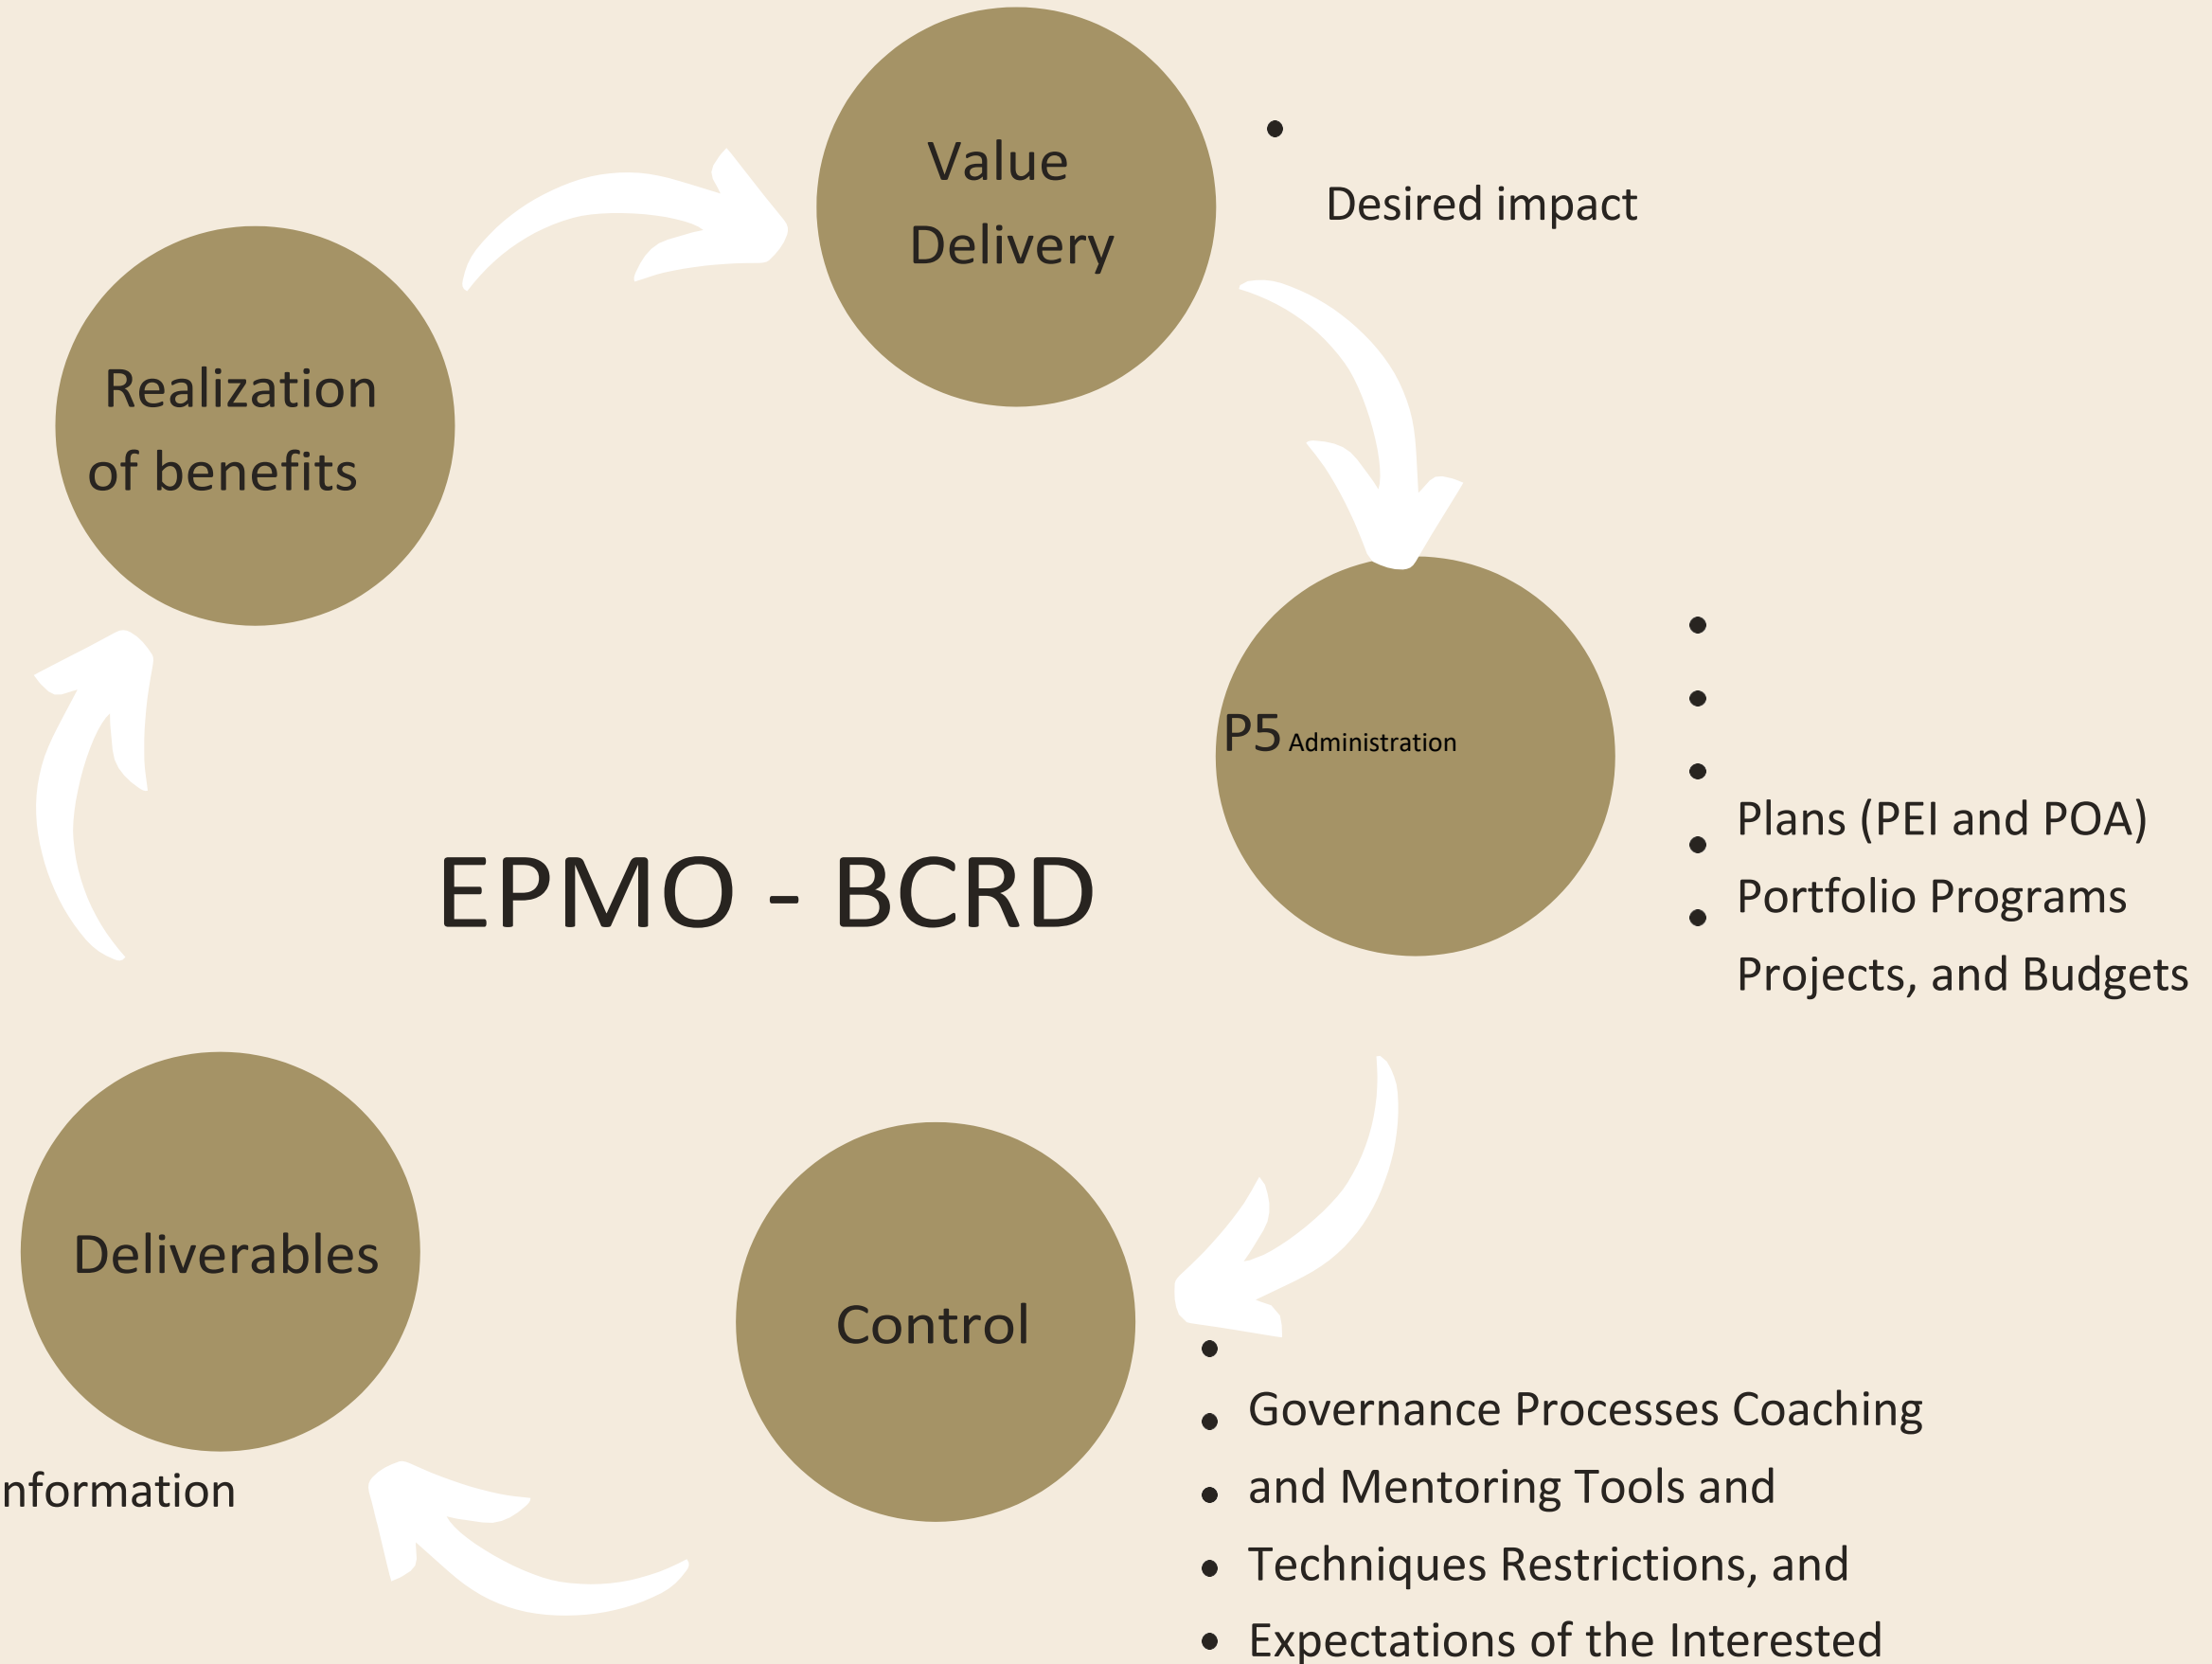 Value
Delivery
• Desired impact
Realization
of benefits
P5 Administration
•
•
•
•
•
Plans (PEI and POA)
Portfolio Programs
Projects, and Budgets
EPMO - BCRD
Deliverables
nformation
Control
•
•
•
•
•
Governance Processes Coaching
and Mentoring Tools and
Techniques Restrictions, and
Expectations of the Interested